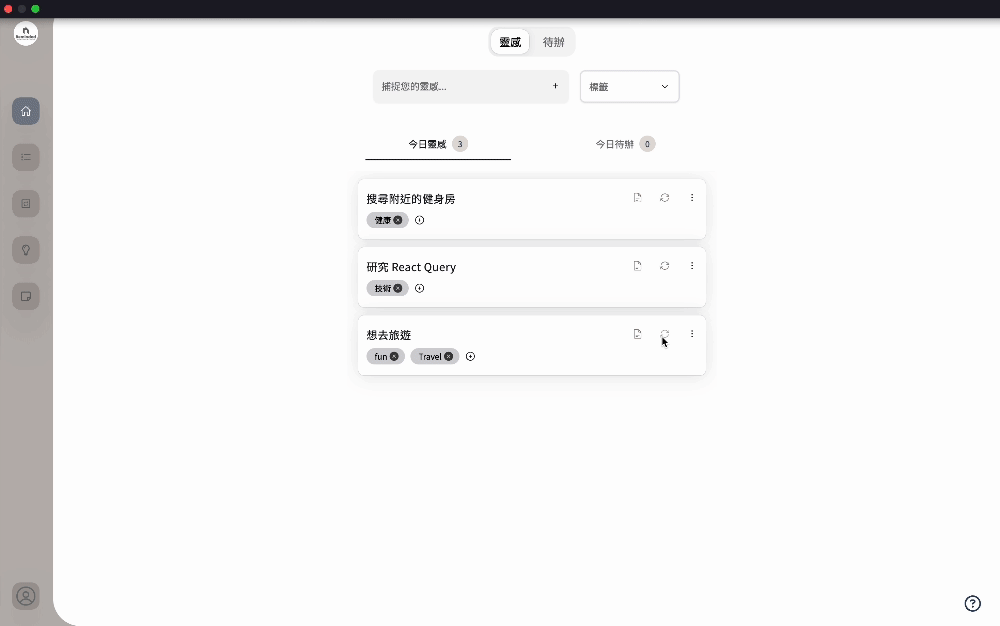 靈感 待辦
捕捉您的靈感... +
標籤
今日靈感 3
今日待辦 0
搜尋附近的健身房
健康
研究 React Query
技術
想去旅遊
fun Travel
?